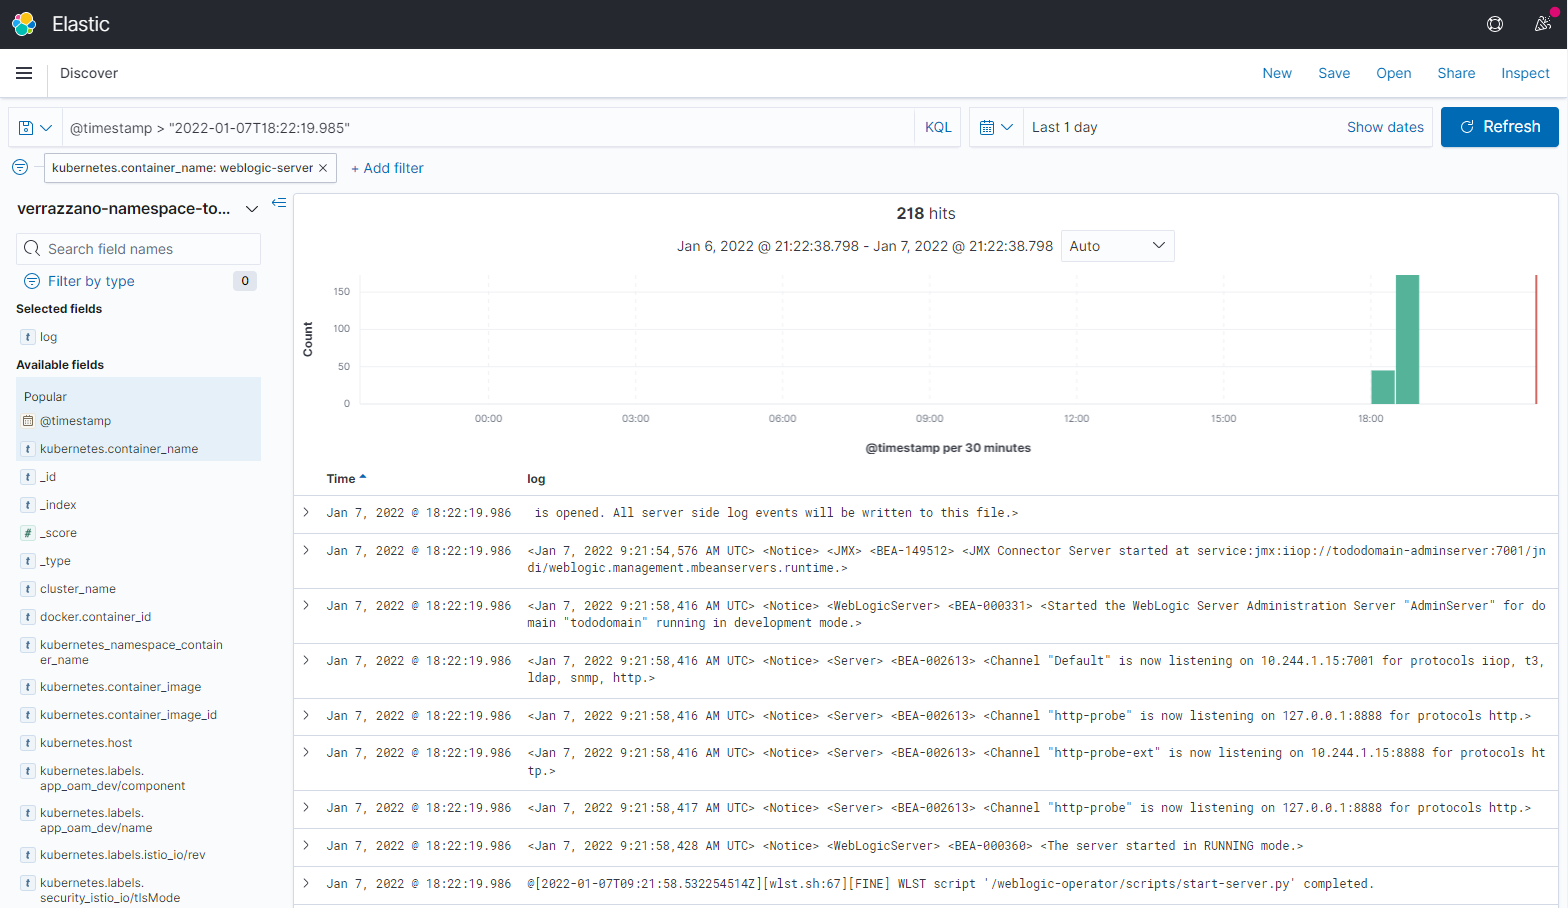 Elastic
Discover
New Save Open Share Inspect
@timestamp > "2022-01-07T18:22:19.985"
KQL
Last 1 day
Show dates
Refresh
kubernetes.container_name: weblogic-server ×
+ Add filter
verrazzano-namespace-to...
Search field names
Filter by type 0
Selected fields
t log
Available fields
Popular
@timestamp
t kubernetes.container_name
t _id
t _index
# _score
t _type
t cluster_name
t docker.container_id
t kubernetes_namespace_contain
er_name
t kubernetes.container_image
t kubernetes.container_image_id
t kubernetes.host
t kubernetes.labels.
app_oam_dev/component
t kubernetes.labels.
app_oam_dev/name
t kubernetes.labels.istio_io/rev
t kubernetes.labels.
security_istio_io/tlsMode
218 hits
Jan 6, 2022 @ 21:22:38.798 - Jan 7, 2022 @ 21:22:38.798
Auto
Count
150
100
50
0
00:00 03:00 06:00 09:00 12:00 15:00 18:00
@timestamp per 30 minutes
Time log
Jan 7, 2022 @ 18:22:19.986 is opened. All server side log events will be written to this file.>
Jan 7, 2022 @ 18:22:19.986 <Jan 7, 2022 9:21:54,576 AM UTC> <Notice> <JMX> <BEA-149512> <JMX Connector Server started at service:jmx:iiop://tododomain-adminserver:7001/jn
di/weblogic.management.mbeanservers.runtime.>
Jan 7, 2022 @ 18:22:19.986 <Jan 7, 2022 9:21:58,416 AM UTC> <Notice> <WebLogicServer> <BEA-000331> <Started the WebLogic Server Administration Server "AdminServer" for do
main "tododomain" running in development mode.>
Jan 7, 2022 @ 18:22:19.986 <Jan 7, 2022 9:21:58,416 AM UTC> <Notice> <Server> <BEA-002613> <Channel "Default" is now listening on 10.244.1.15:7001 for protocols iiop, t3,
ldap, snmp, http.>
Jan 7, 2022 @ 18:22:19.986 <Jan 7, 2022 9:21:58,416 AM UTC> <Notice> <Server> <BEA-002613> <Channel "http-probe" is now listening on 127.0.0.1:8888 for protocols http.>
Jan 7, 2022 @ 18:22:19.986 <Jan 7, 2022 9:21:58,416 AM UTC> <Notice> <Server> <BEA-002613> <Channel "http-probe-ext" is now listening on 10.244.1.15:8888 for protocols ht
tp.>
Jan 7, 2022 @ 18:22:19.986 <Jan 7, 2022 9:21:58,417 AM UTC> <Notice> <Server> <BEA-002613> <Channel "http-probe" is now listening on 127.0.0.1:8888 for protocols http.>
Jan 7, 2022 @ 18:22:19.986 <Jan 7, 2022 9:21:58,428 AM UTC> <Notice> <WebLogicServer> <BEA-000360> <The server started in RUNNING mode.>
Jan 7, 2022 @ 18:22:19.986 @[2022-01-07T09:21:58.532254514Z][wlst.sh:67][FINE] WLST script '/weblogic-operator/scripts/start-server.py' completed.